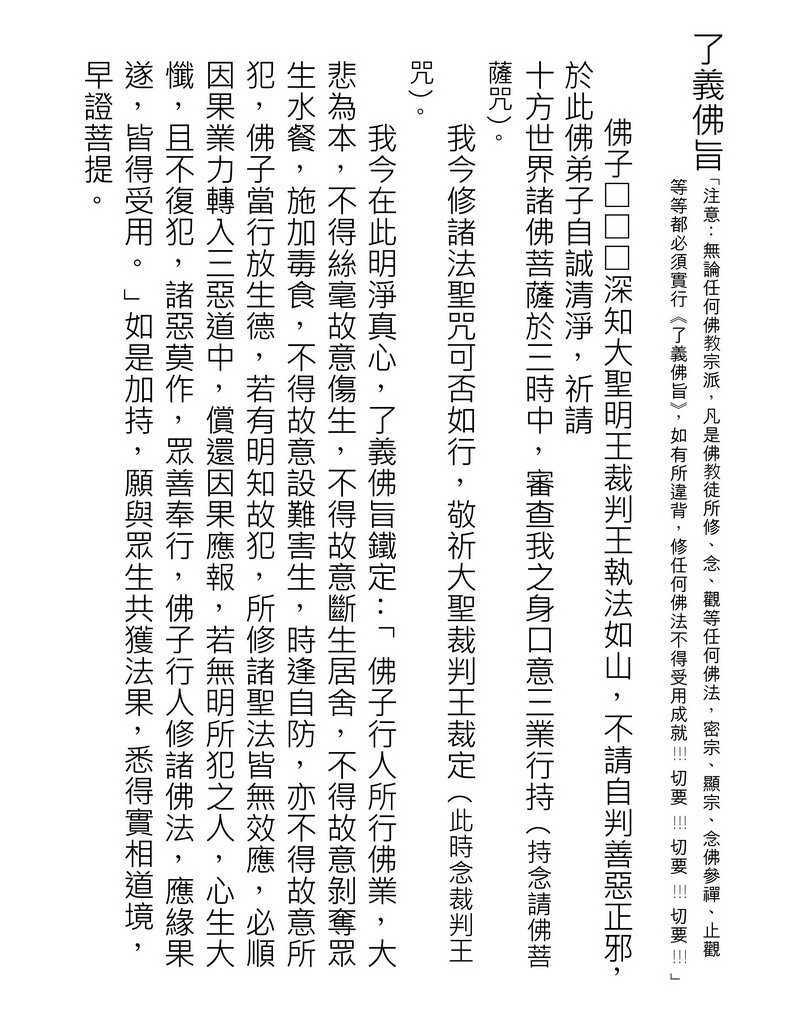 了義佛旨
「注意：無論任何佛教宗派，凡是佛教徒所修、念、觀等任何佛法，密宗、顯宗、念佛參禪、止觀
等等都必須實行《了義佛旨》，如有所違背，修任何佛法不得受用成就!!!切要!!!切要!!!切要!!!」
佛子□□□深知大聖明王裁判王執法如山，不請自判善惡正邪，
於此佛弟子自誠清淨，祈請
十方世界諸佛菩薩於三時中，審查我之身口意三業行持（持念請佛菩
薩咒）。
我今修諸法聖咒可否如行，敬祈大聖裁判王裁定（此時念裁判王
咒）。
我今在此明淨真心，了義佛旨鐵定：「佛子行人所行佛業，大
悲為本，不得絲毫故意傷生，不得故意斷生居舍，不得故意剝奪眾
生水餐，施加毒食，不得故意設難害生，時逢自防，亦不得故意所
犯，佛子當行放生德，若有明知故犯，所修諸聖法皆無效應，必順
因果業力轉入三惡道中，償還因果應報，若無明所犯之人，心生大
懺，且不復犯，諸惡莫作，眾善奉行，佛子行人修諸佛法，應緣果
遂，皆得受用。」如是加持，願與眾生共獲法果，悉得實相道境，
早證菩提。